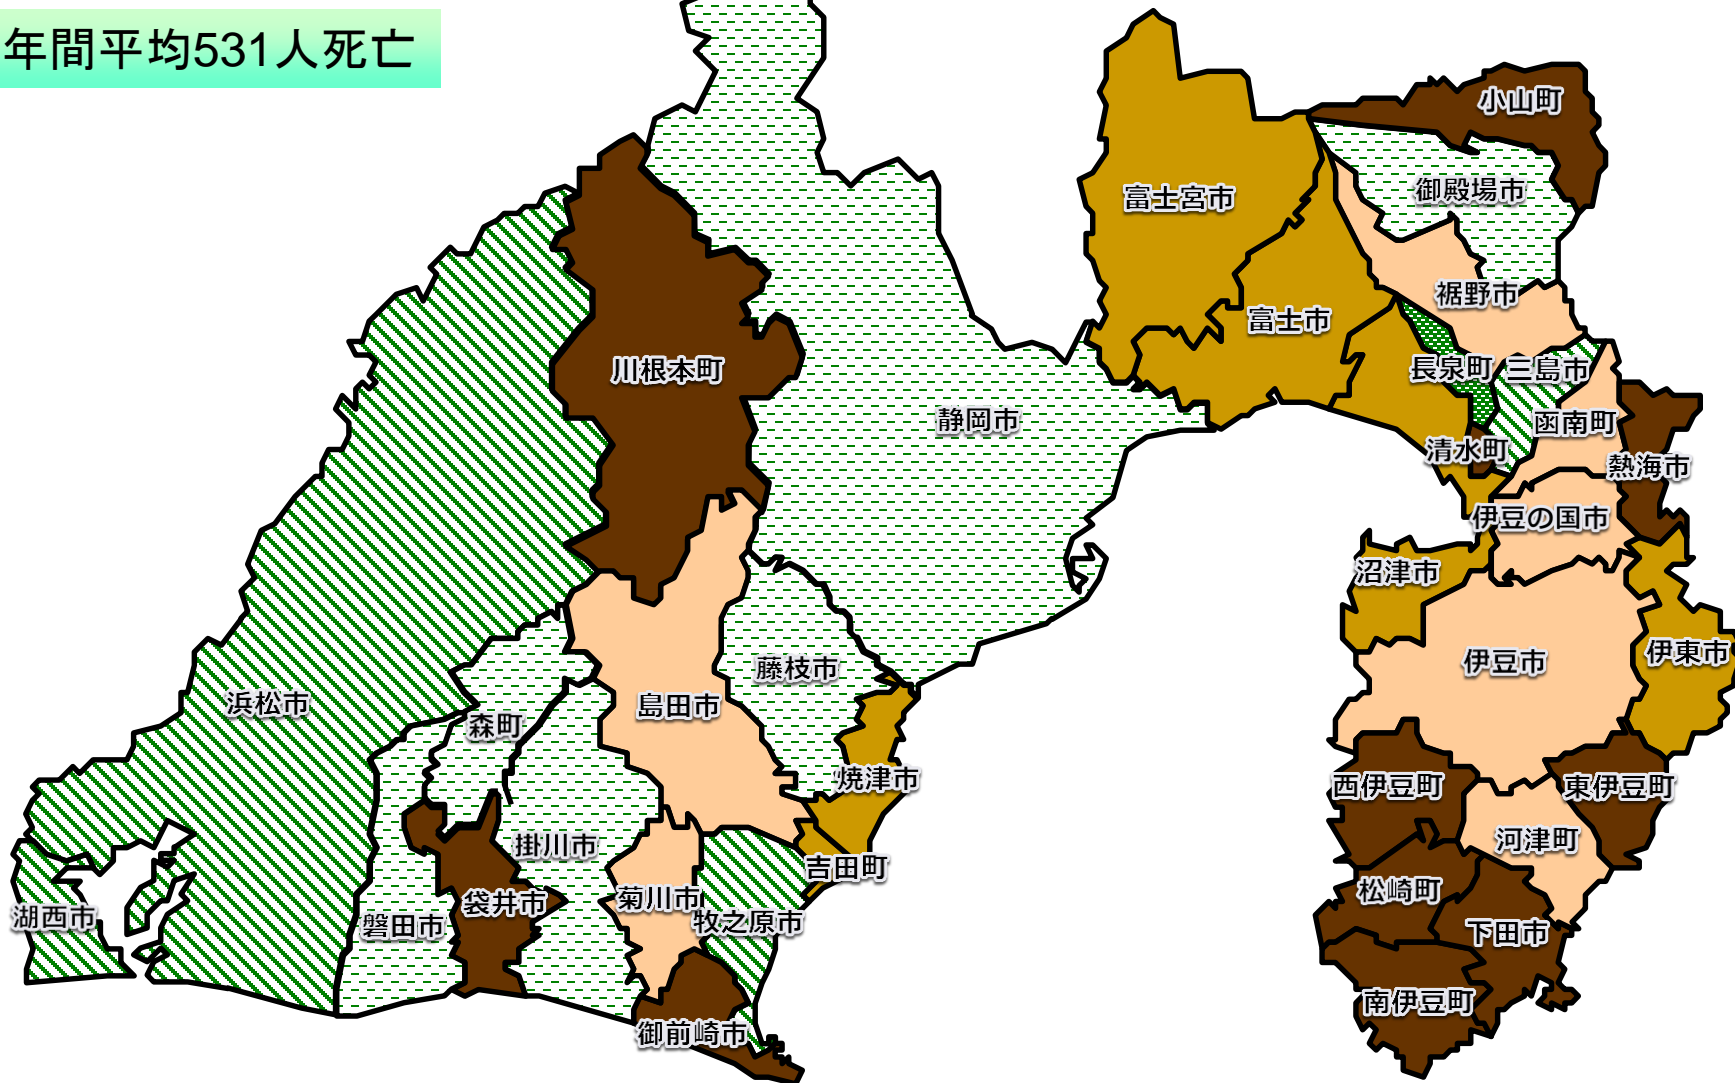 年間平均531人死亡
小山町
御殿場市
富士宮市
裾野市
富士市
長泉町
三島市
川根本町
静岡市
函南町
清水町
熱海市
伊豆の国市
沼津市
伊東市
伊豆市
藤枝市
島田市
浜松市
森町
焼津市
西伊豆町
東伊豆町
河津町
掛川市
吉田町
松崎町
菊川市
袋井市
湖西市
磐田市
牧之原市
下田市
南伊豆町
御前崎市